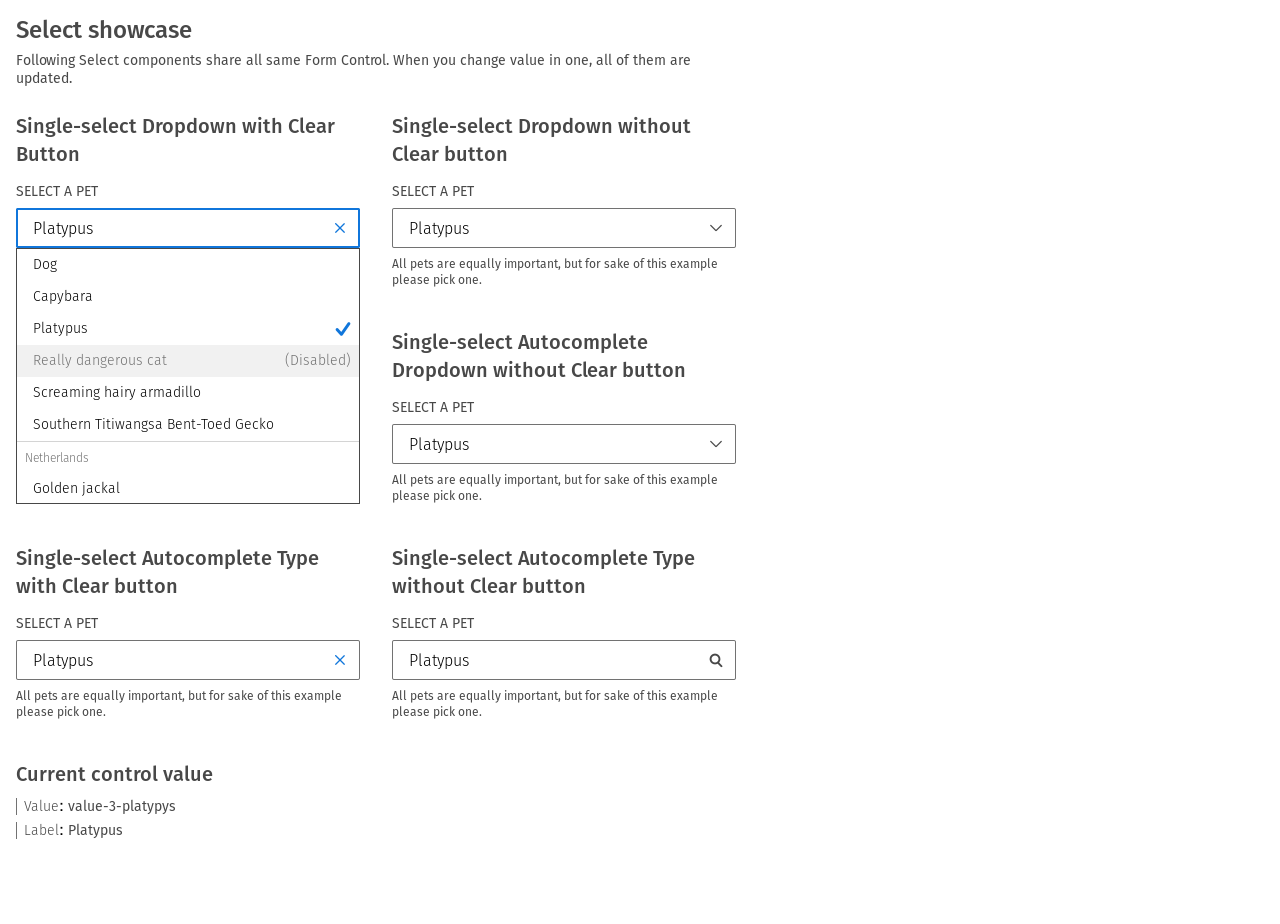 Select showcase
Following Select components share all same Form Control. When you change value in one, all of them are
updated.
Single-select Dropdown with Clear
Button
SELECT A PET
Platypus
Dog
Capybara
Platypus
Really dangerous cat (Disabled)
Screaming hairy armadillo
Southern Titiwangsa Bent-Toed Gecko
Netherlands
Golden jackal
Single-select Dropdown without
Clear button
SELECT A PET
Platypus
All pets are equally important, but for sake of this example
please pick one.
Single-select Autocomplete
Dropdown without Clear button
SELECT A PET
Platypus
All pets are equally important, but for sake of this example
please pick one.
Single-select Autocomplete Type
with Clear button
SELECT A PET
Platypus
All pets are equally important, but for sake of this example
please pick one.
Single-select Autocomplete Type
without Clear button
SELECT A PET
Platypus
All pets are equally important, but for sake of this example
please pick one.
Current control value
Value: value-3-platypys
Label: Platypus